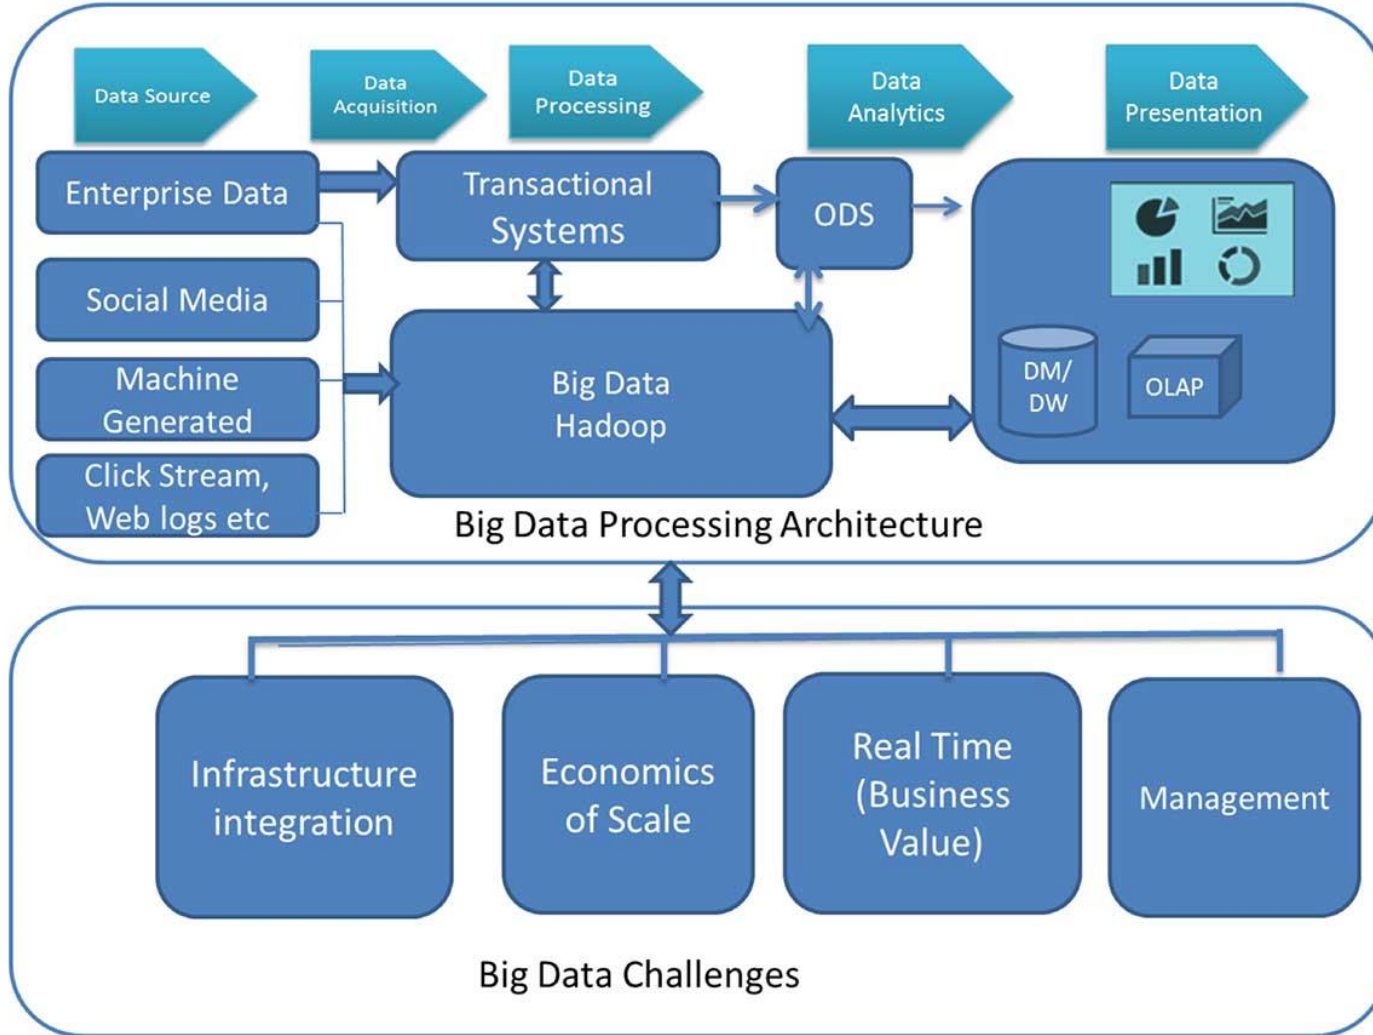 Data Source
Data
Acquisition
Data
Processing
Data
Analytics
Data
Presentation
Enterprise Data
Social Media
Machine
Generated
Click Stream,
Web logs etc
Transactional
Systems
Big Data
Hadoop
ODS
DM/
DW
OLAP
Big Data Processing Architecture
Infrastructure
integration
Economics
of Scale
Real Time
(Business
Value)
Management
Big Data Challenges